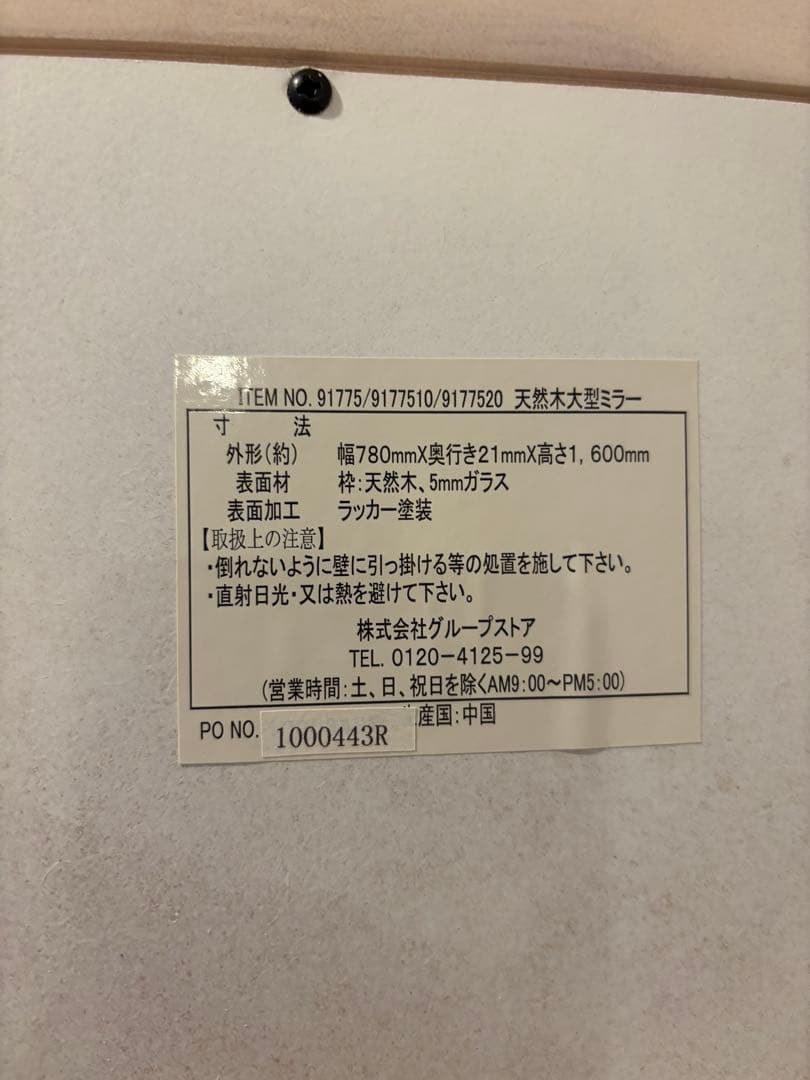 ITEM NO. 91775/9177510/9177520 天然木大型ミラー
寸 法
外形(約) 幅780mmX奥行き21mmX高さ1, 600mm
表面材 枠:天然木、5mmガラス
表面加工 ラッカー塗装
【取扱上の注意】
・倒れないように壁に引っ掛ける等の処置を施して下さい。
・直射日光・又は熱を避けて下さい。
株式会社グループストア
TEL. 0120-4125-99
(営業時間:土、日、祝日を除くAM9:00～PM5:00)
PO NO. 1000443R 産国:中国